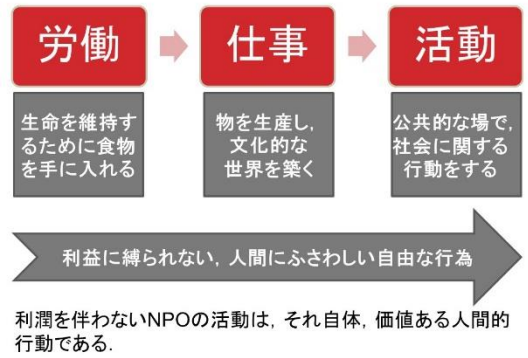 労働
仕事
活動
生命を維持す
るために食物
を手に入れる
物を生産し,
文化的な
世界を築く
公共的な場で,
社会に関する
行動をする
利益に縛られない, 人間にふさわしい自由な行為
利潤を伴わないNPOの活動は, それ自体, 価値ある人間的
行動である.